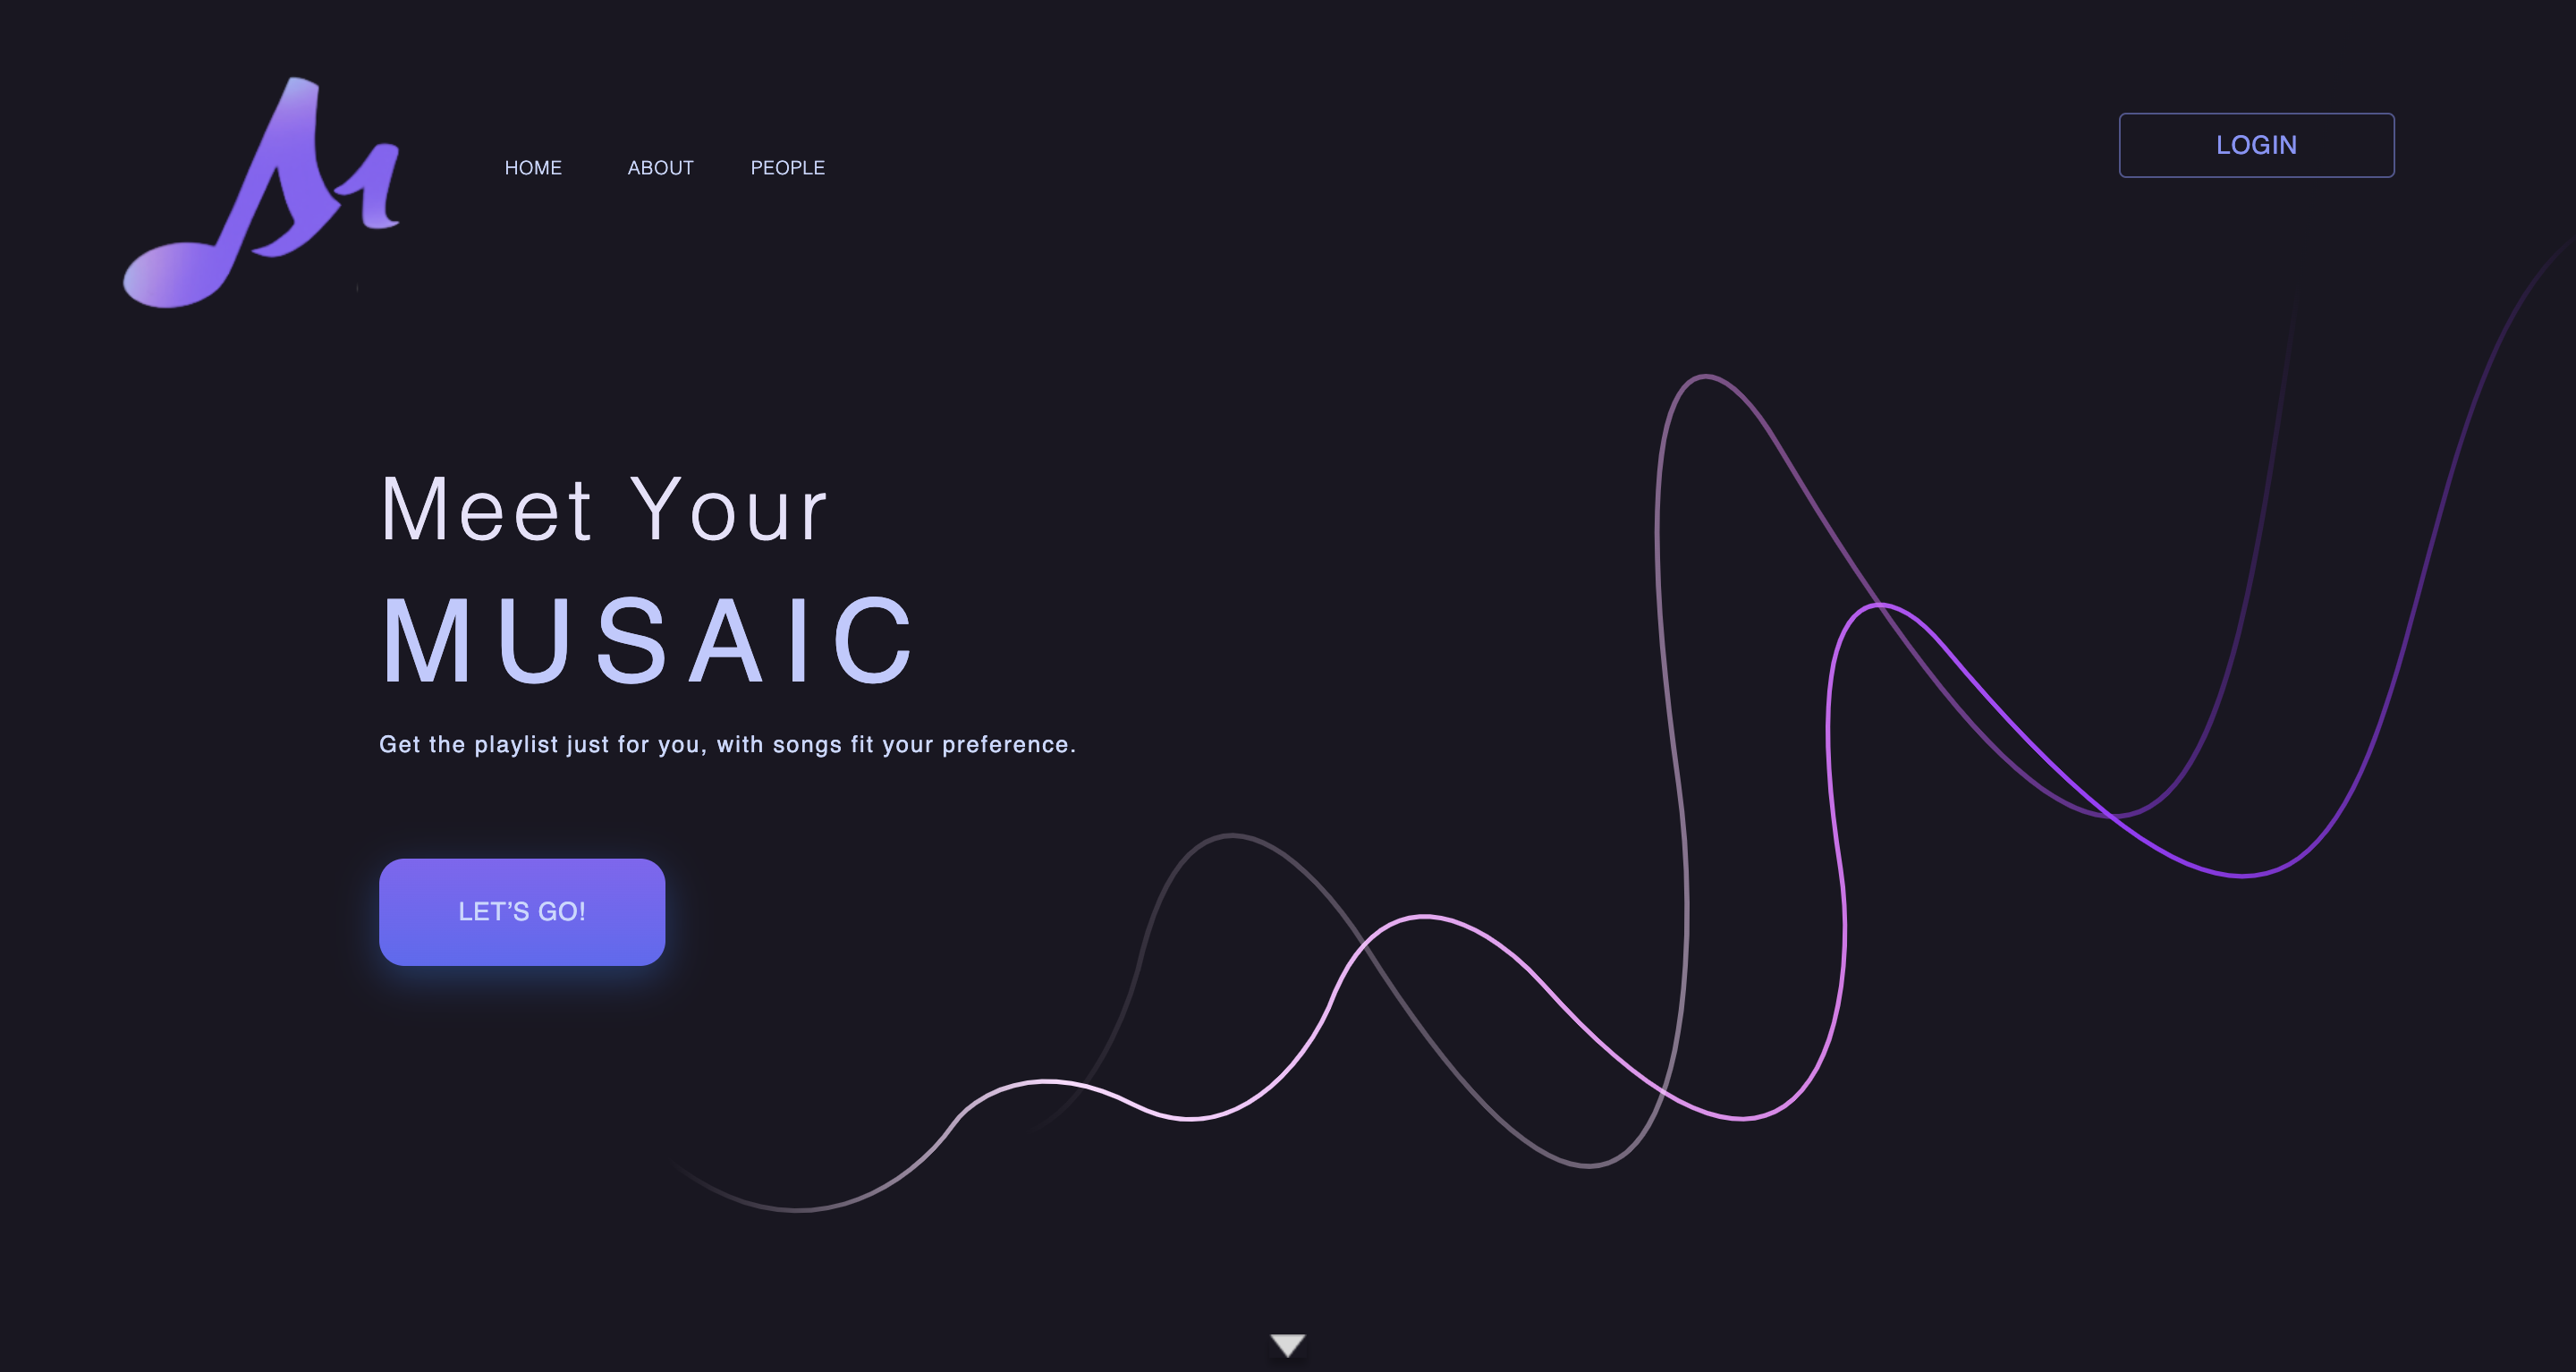 HOME ABOUT PEOPLE
LOGIN
Meet Your
MUSAIC
Get the playlist just for you, with songs fit your preference.
LET’S GO!